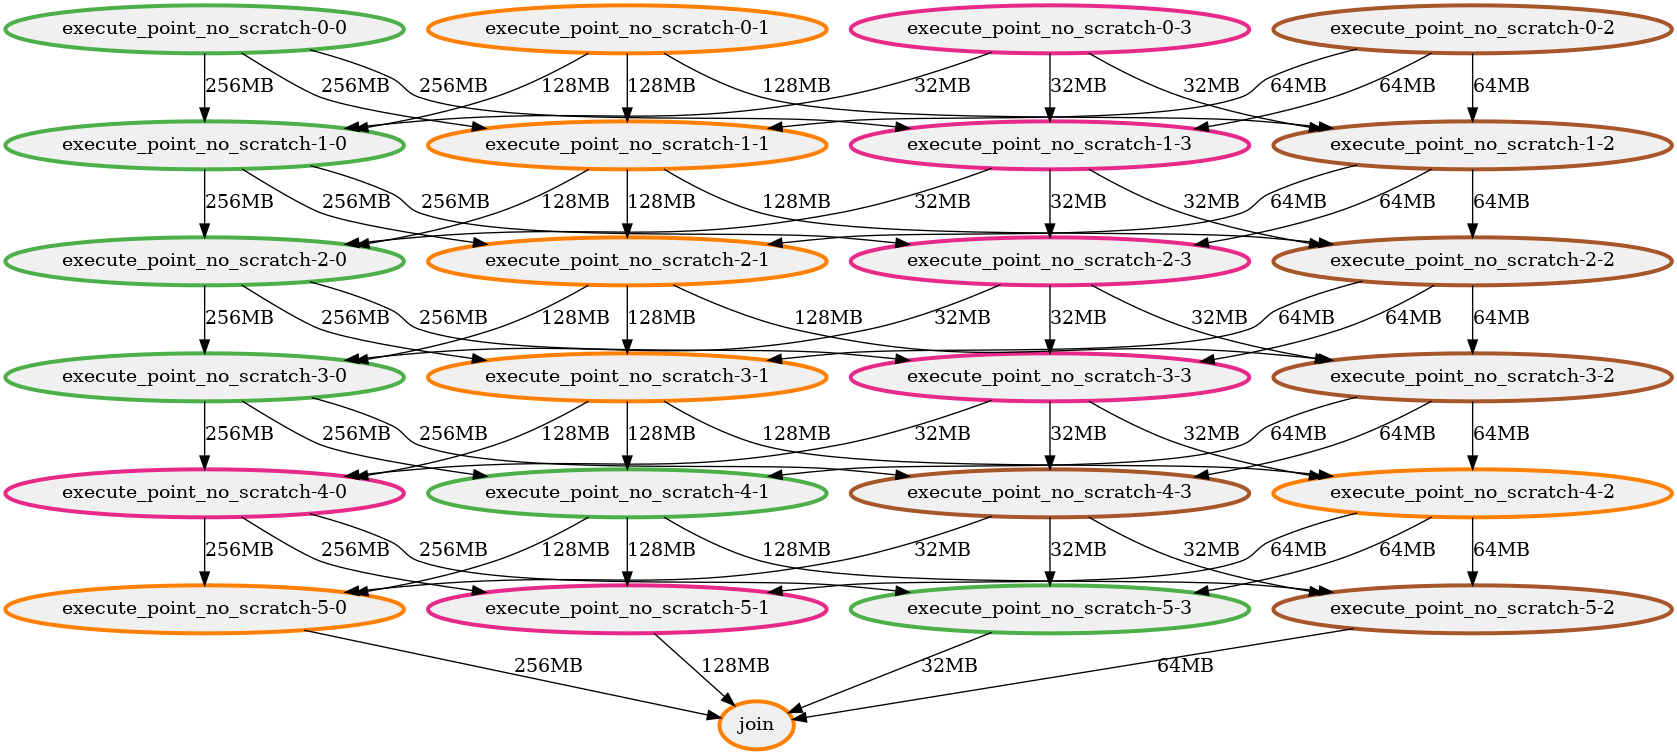 execute_point_no_scratch-0-0 execute_point_no_scratch-0-1 execute_point_no_scratch-0-3 execute_point_no_scratch-0-2
256MB 256MB 256MB 128MB 128MB 128MB 32MB 32MB 32MB 64MB 64MB 64MB
execute_point_no_scratch-1-0 execute_point_no_scratch-1-1 execute_point_no_scratch-1-3 execute_point_no_scratch-1-2
256MB 256MB 256MB 128MB 128MB 128MB 32MB 32MB 32MB 64MB 64MB 64MB
execute_point_no_scratch-2-0 execute_point_no_scratch-2-1 execute_point_no_scratch-2-3 execute_point_no_scratch-2-2
256MB 256MB 256MB 128MB 128MB 128MB 32MB 32MB 32MB 64MB 64MB 64MB
execute_point_no_scratch-3-0 execute_point_no_scratch-3-1 execute_point_no_scratch-3-3 execute_point_no_scratch-3-2
256MB 256MB 256MB 128MB 128MB 128MB 32MB 32MB 32MB 64MB 64MB 64MB
execute_point_no_scratch-4-0 execute_point_no_scratch-4-1 execute_point_no_scratch-4-3 execute_point_no_scratch-4-2
256MB 256MB 256MB 128MB 128MB 128MB 32MB 32MB 32MB 64MB 64MB 64MB
execute_point_no_scratch-5-0 execute_point_no_scratch-5-1 execute_point_no_scratch-5-3 execute_point_no_scratch-5-2
256MB 128MB 32MB 64MB
join